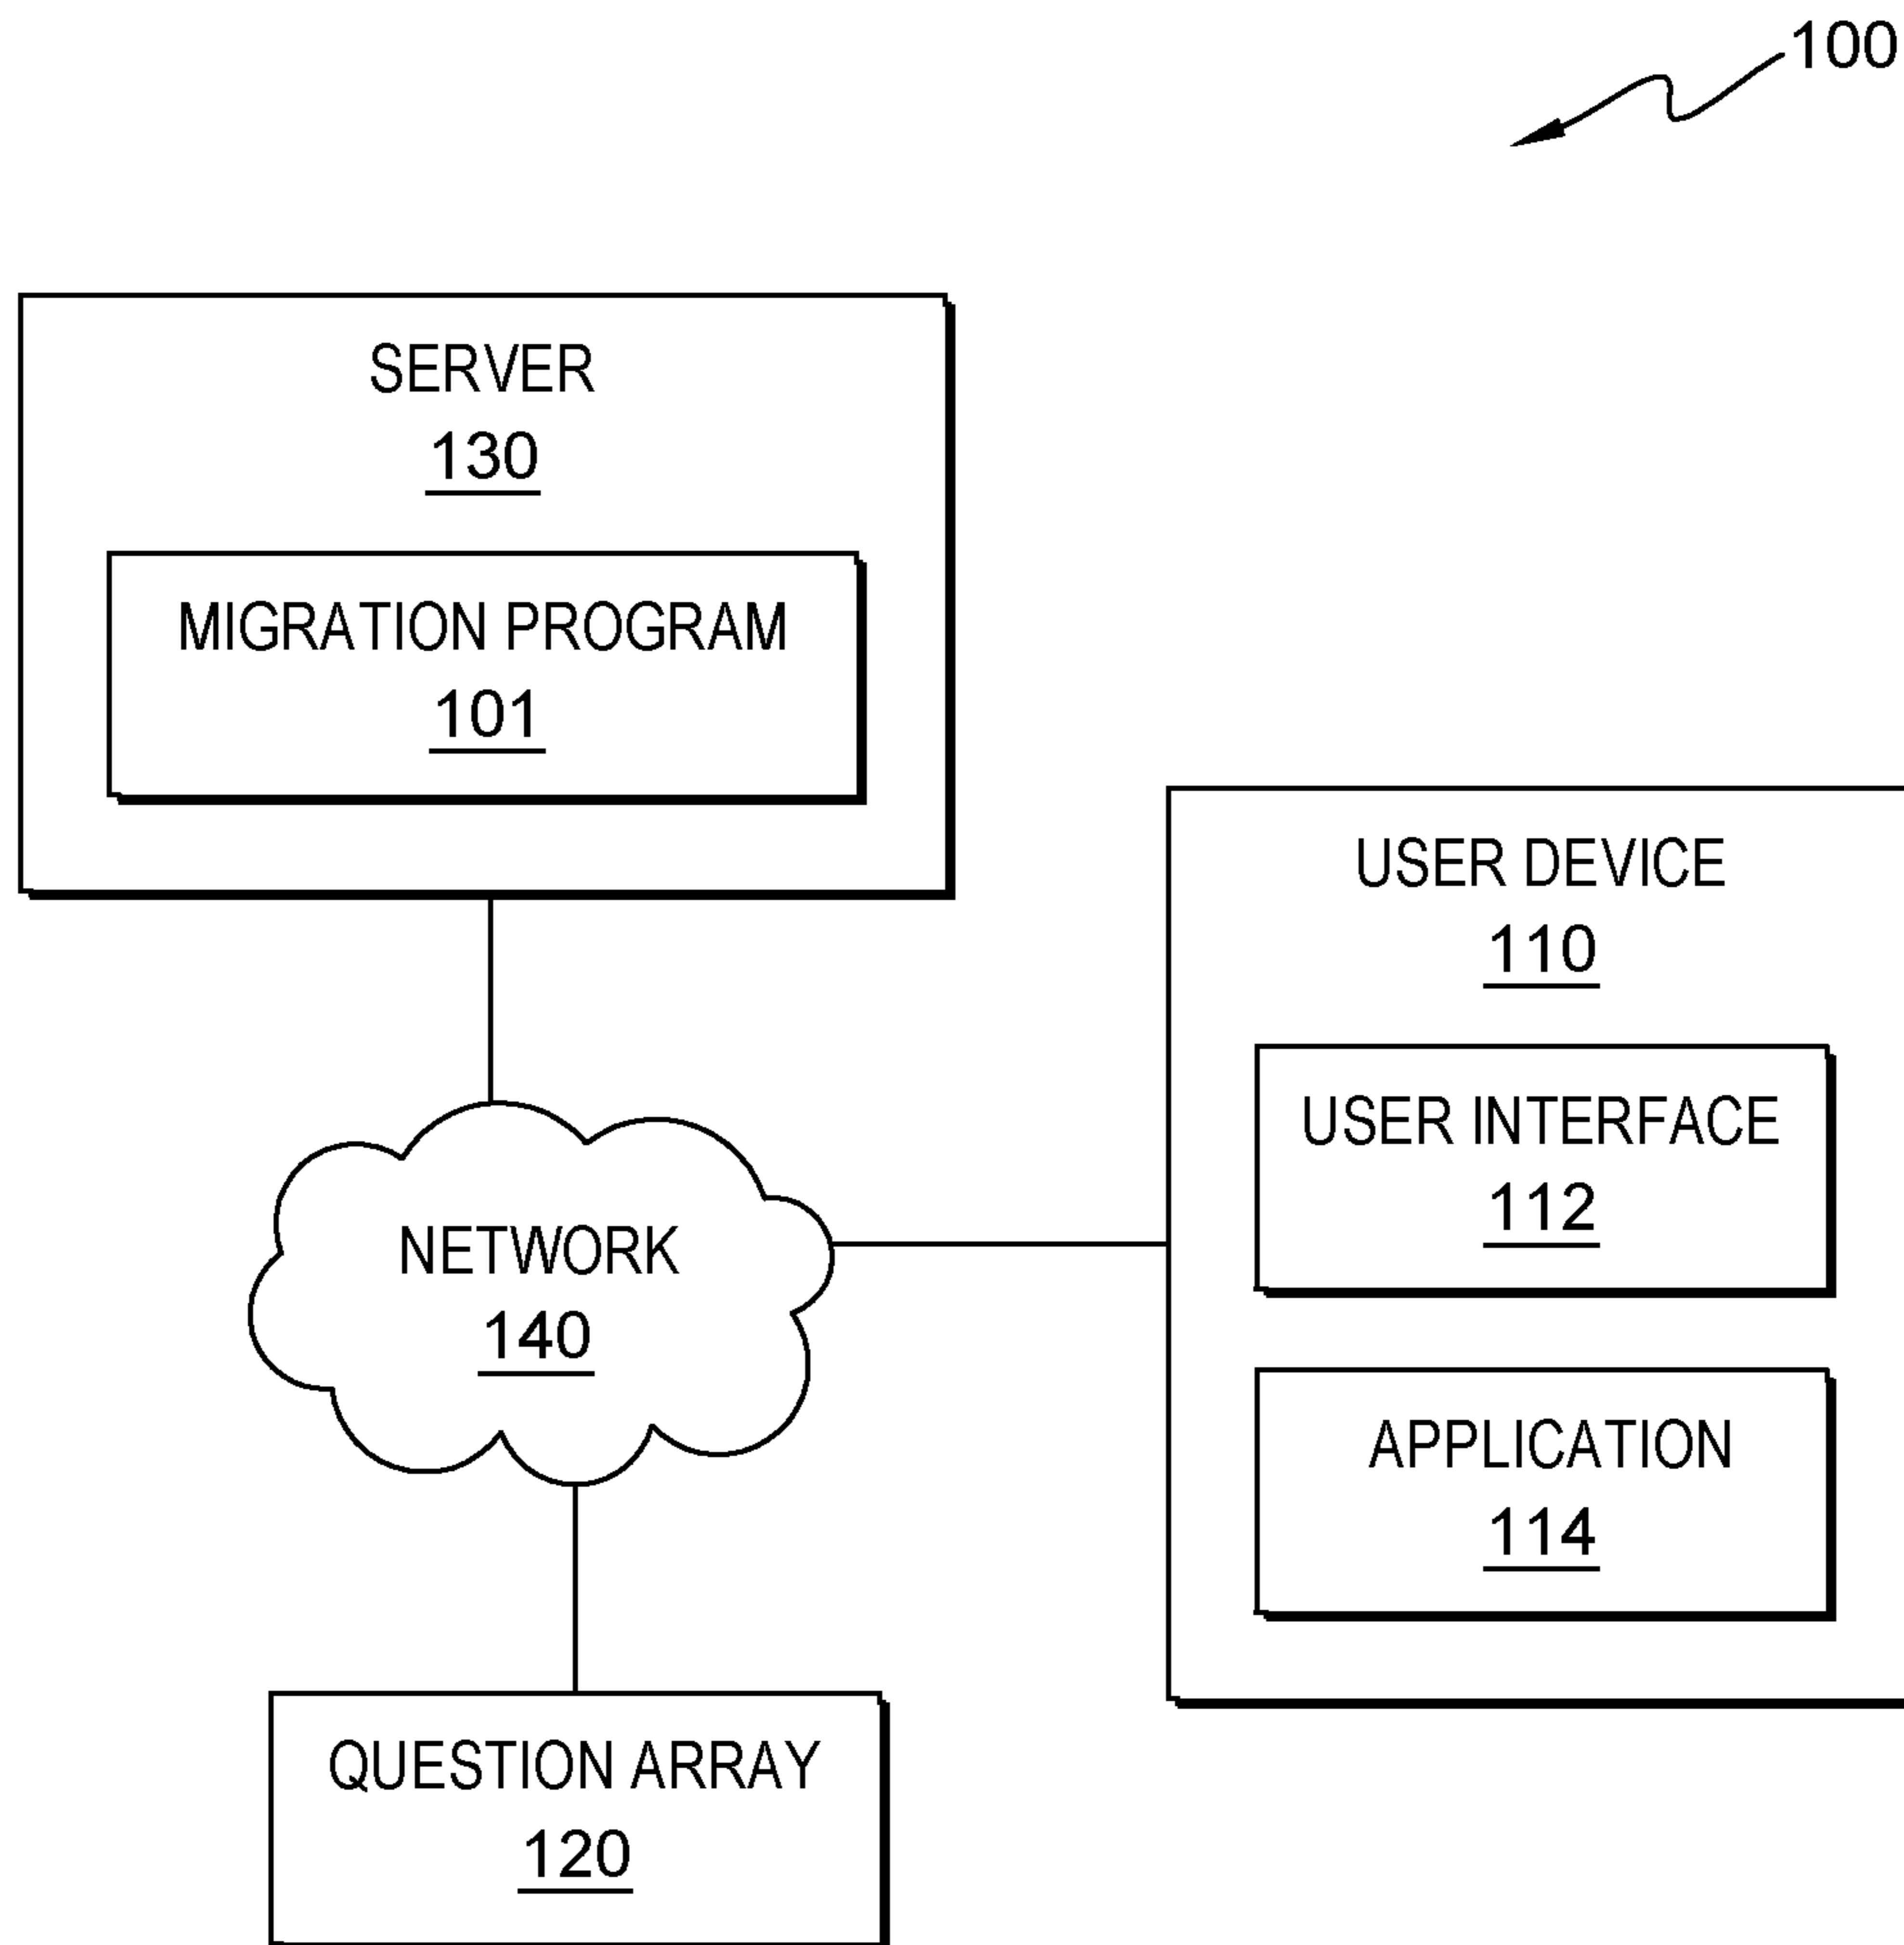 100
SERVER
130
MIGRATION PROGRAM
101
USER DEVICE
110
USER INTERFACE
112
NETWORK
140
APPLICATION
114
QUESTION ARRAY
120